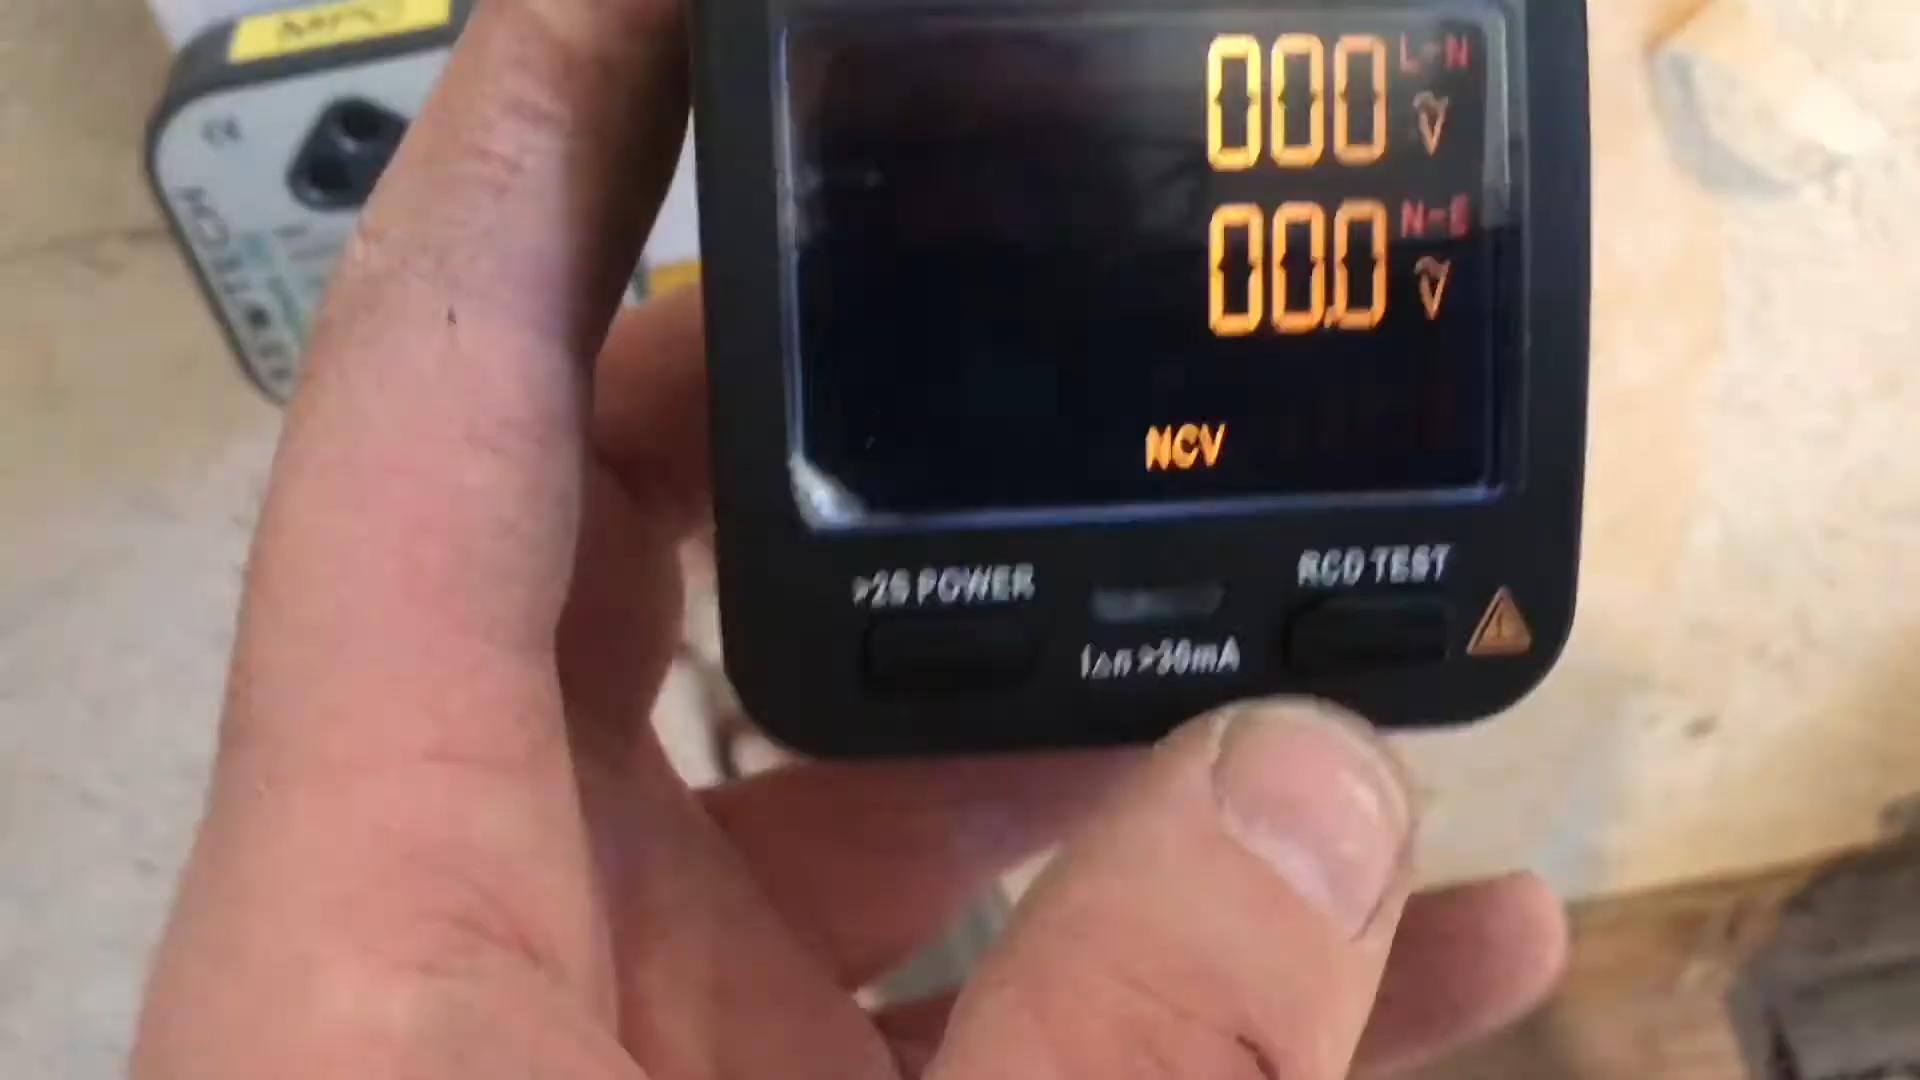 000 L-N
V
00.0 N-E
V
NCV
>2S POWER
RCD TEST
I△n >30mA